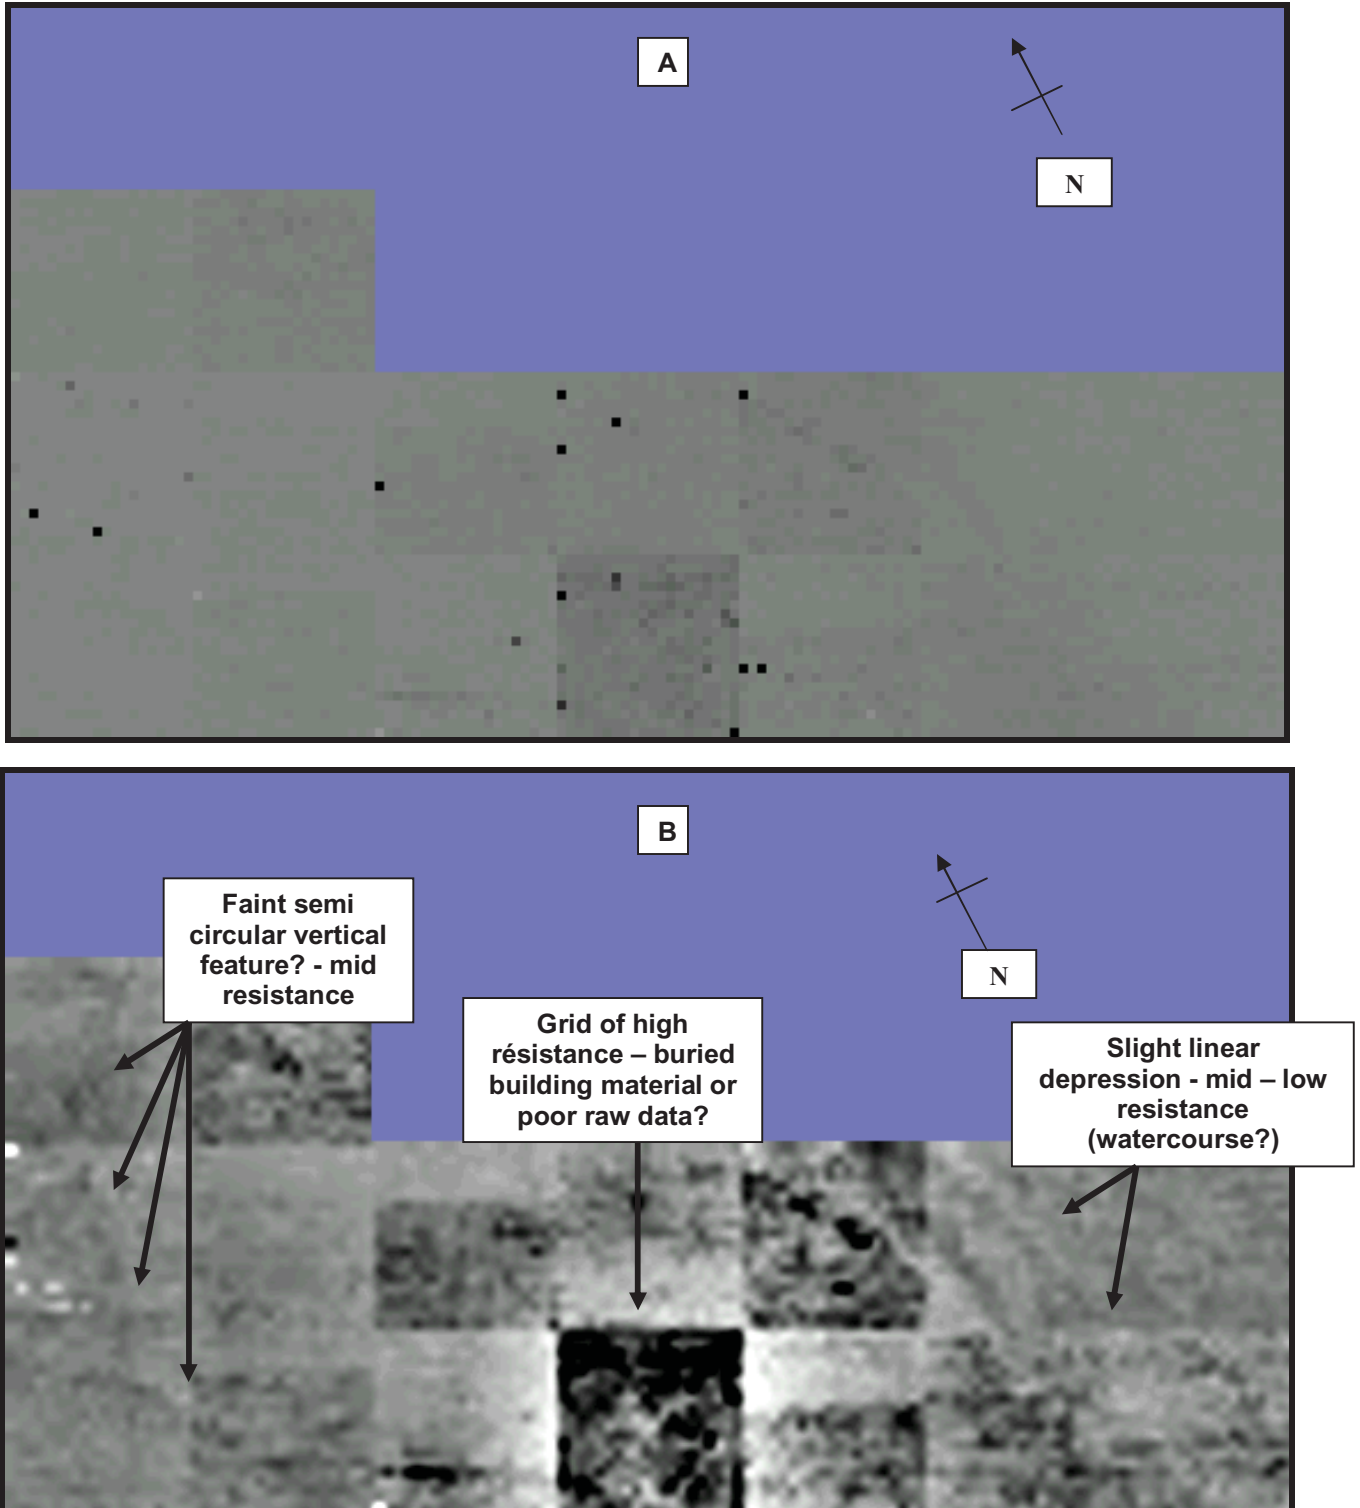 A
N
B
Faint semi
circular vertical
feature? - mid
resistance
N
Grid of high
résistance – buried
building material or
poor raw data?
Slight linear
depression - mid – low
resistance
(watercourse?)